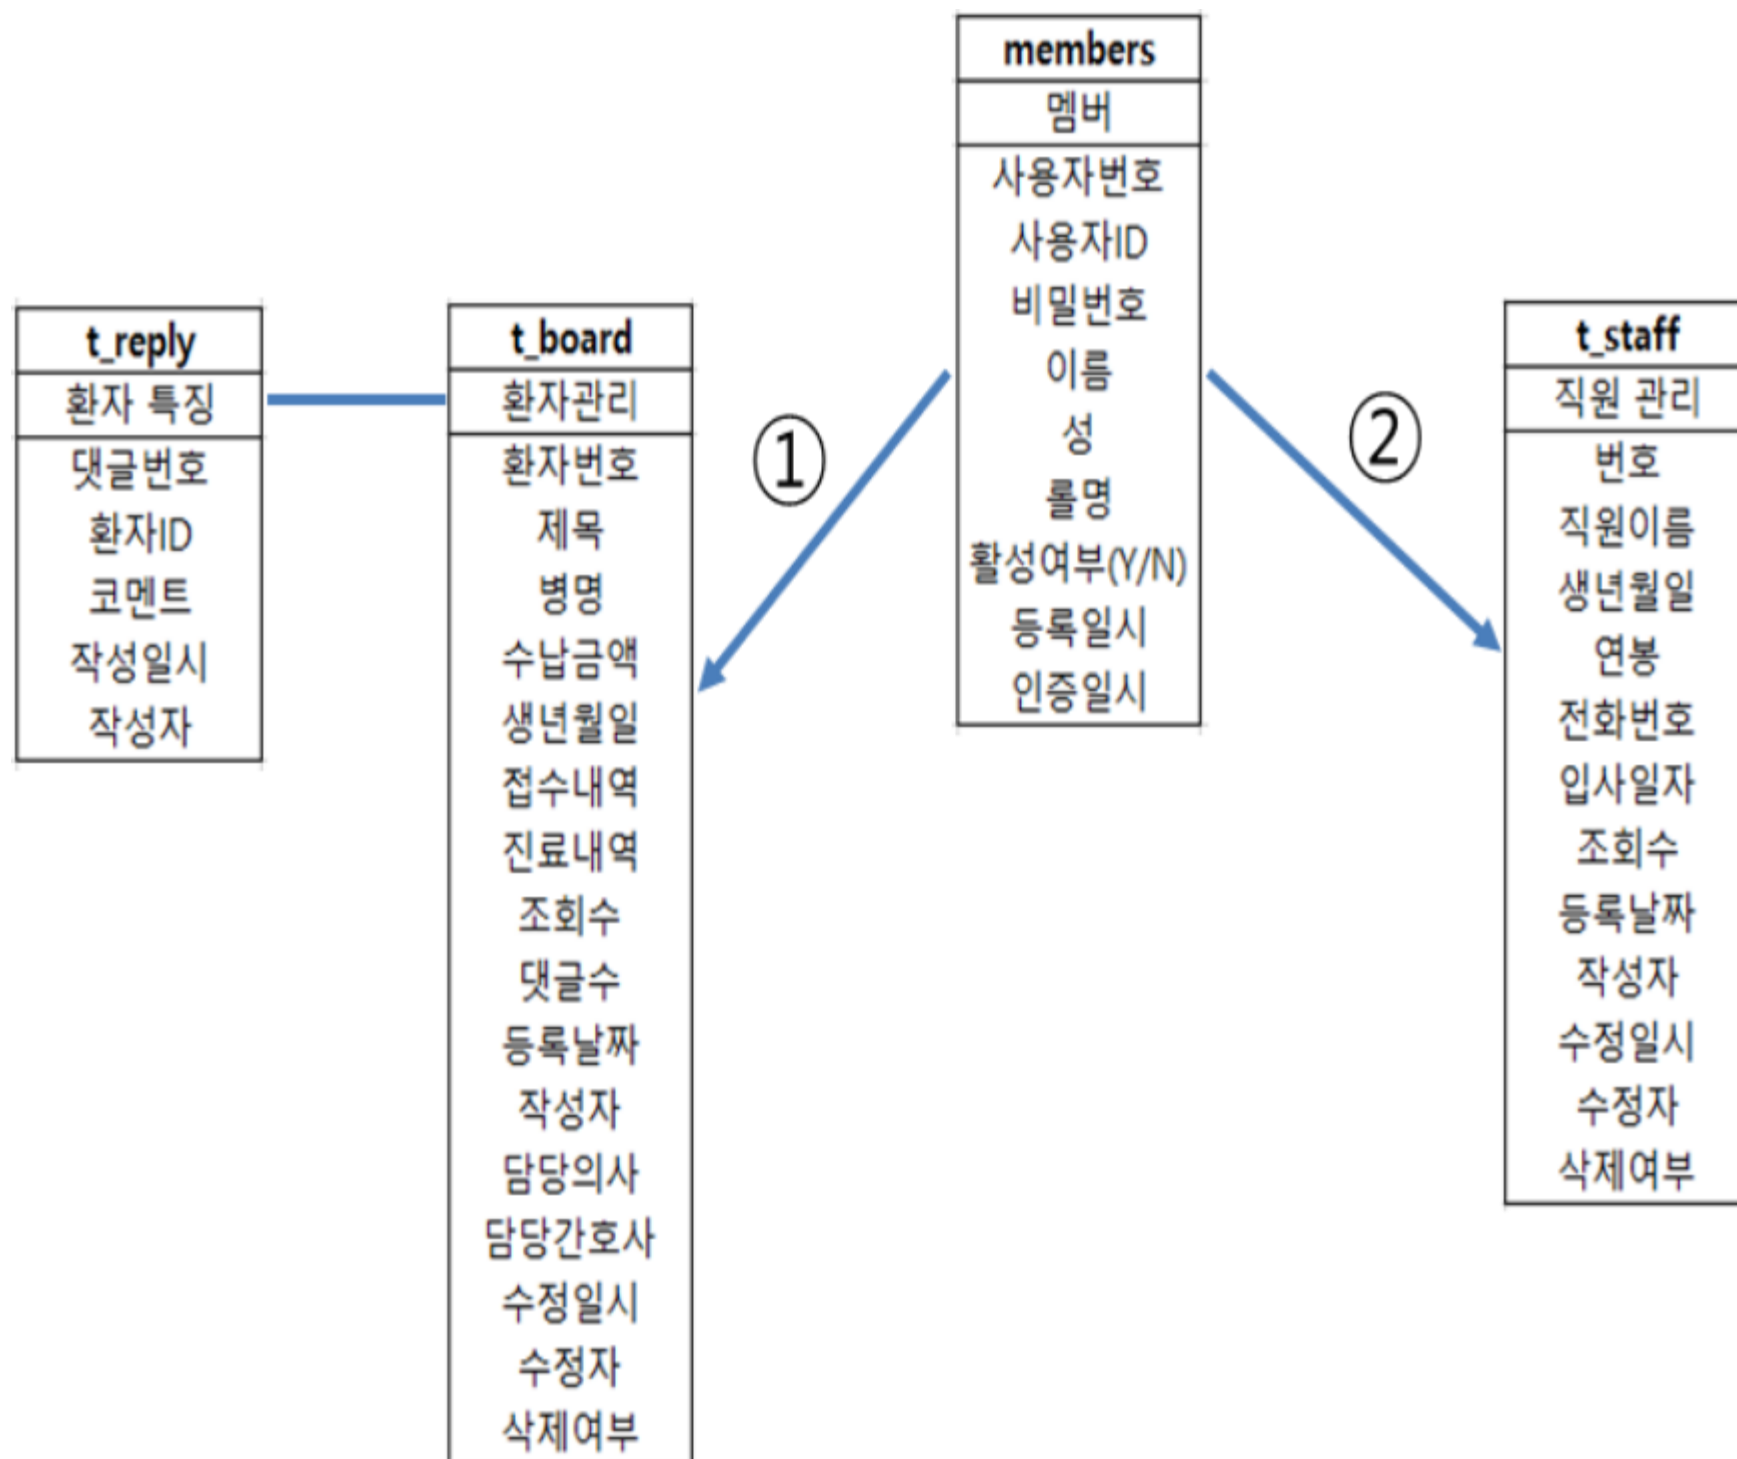 members
멤버
사용자번호
사용자ID
비밀번호
이름
성
롤명
활성여부(Y/N)
등록일시
인증일시
t_reply
환자 특징
댓글번호
환자ID
코멘트
작성일시
작성자
t_board
환자관리
환자번호
제목
병명
수납금액
생년월일
접수내역
진료내역
조회수
댓글수
등록날짜
작성자
담당의사
담당간호사
수정일시
수정자
삭제여부
①
②
t_staff
직원 관리
번호
직원이름
생년월일
연봉
전화번호
입사일자
조회수
등록날짜
작성자
수정일시
수정자
삭제여부